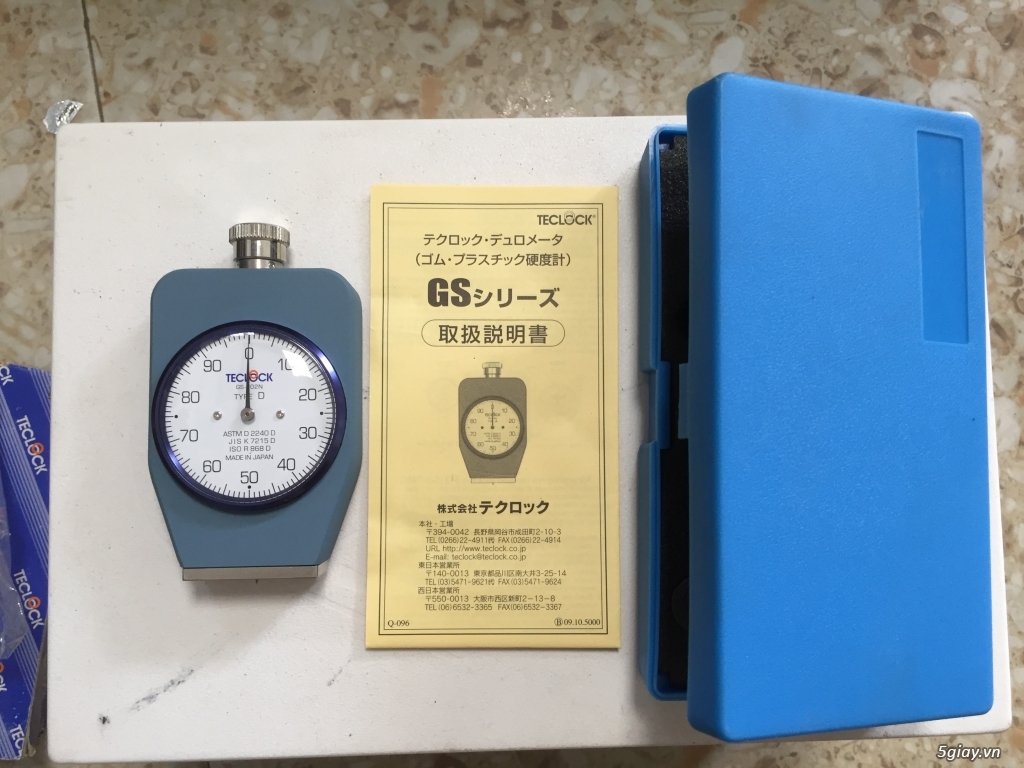 TECLOCK
GS-702N
TYPE D
0
10
20
30
40
50
60
70
80
90
ASTM D 2240 D
JIS K 7215 D
ISO R 868 D
MADE IN JAPAN
TECLOCK®
テクロック・デュロメータ
（ゴム・プラスチック硬度計）
GSシリーズ
取扱説明書
株式会社テクロック
本社・工場
〒394-0042 長野県岡谷市成田町2-10-3
TEL(0266)22-4911代 FAX(0266)22-4914
URL http://www.teclock.co.jp
E-mail: teclock@teclock.co.jp
東日本営業所
〒140-0013 東京都品川区南大井3-25-14
TEL(03)5471-9621代 FAX(03)5471-9624
西日本営業所
〒550-0013 大阪市西区新町2-13-8
TEL(06)6532-3365 FAX(06)6532-3367
Q-096
Ⓑ09.10.5000
TECLOCK
TECLOCK
5giay.vn